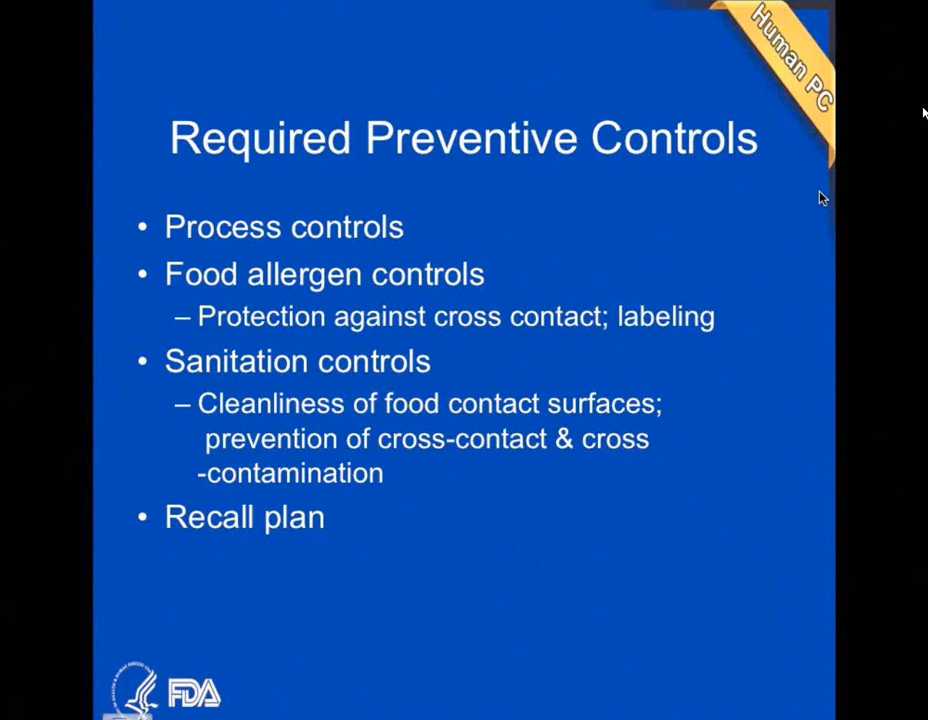 Human PC
Required Preventive Controls
• Process controls
• Food allergen controls
– Protection against cross contact; labeling
• Sanitation controls
– Cleanliness of food contact surfaces;
prevention of cross-contact & cross
-contamination
• Recall plan
FDA